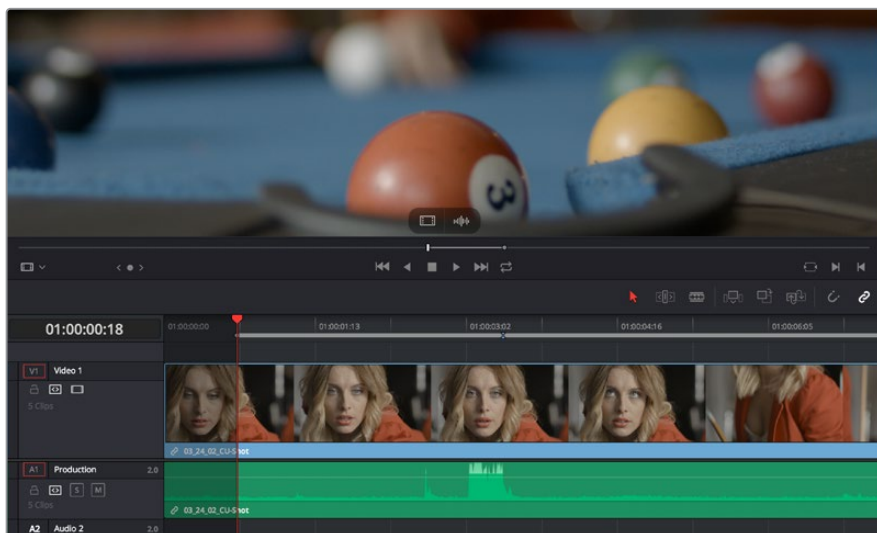 3
01:00:00:18
01:00:00:00 01:00:01:13 01:00:03:02 01:00:04:16 01:00:06:05
V1 Video 1
5 Clips
03_24_02_CU-Shot
A1 Production 2.0
S M
5 Clips
03_24_02_CU-Shot
A2 Audio 2 2.0